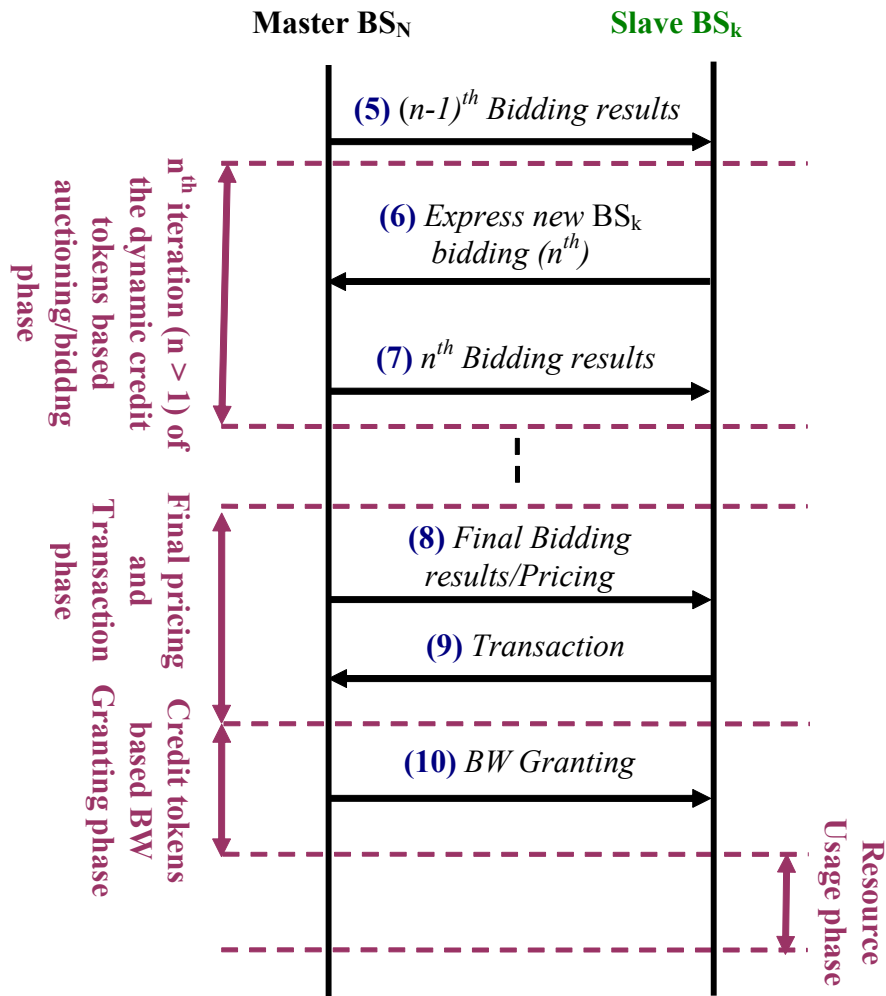 Master BSN
Slave BSk
(5) (n-1)th Bidding results
nth iteration (n > 1) of
the dynamic credit
tokens based
auctioning/biddng
phase
(6) Express new BSk
bidding (nth)
(7) nth Bidding results
Final pricing
and
Transaction
phase
(8) Final Bidding
results/Pricing
(9) Transaction
Credit tokens
based BW
Granting phase
(10) BW Granting
Resource
Usage phase